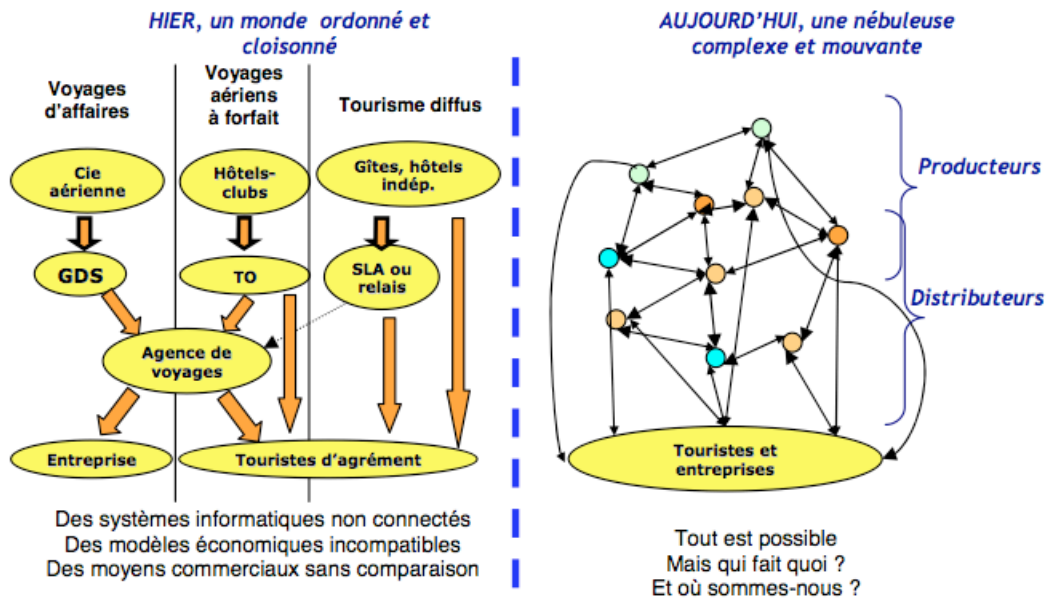 HIER, un monde ordonné et
cloisonné
Voyages
d'affaires
Voyages
aériens
à forfait
Tourisme diffus
Cie
aérienne
Hôtels-
clubs
Gîtes, hôtels
indép.
GDS
TO
SLA ou
relais
Agence de
voyages
Entreprise
Touristes d'agrément
Des systèmes informatiques non connectés
Des modèles économiques incompatibles
Des moyens commerciaux sans comparaison
AUJOURD'HUI, une nébuleuse
complexe et mouvante
Producteurs
Distributeurs
Touristes et
entreprises
Tout est possible
Mais qui fait quoi ?
Et où sommes-nous ?